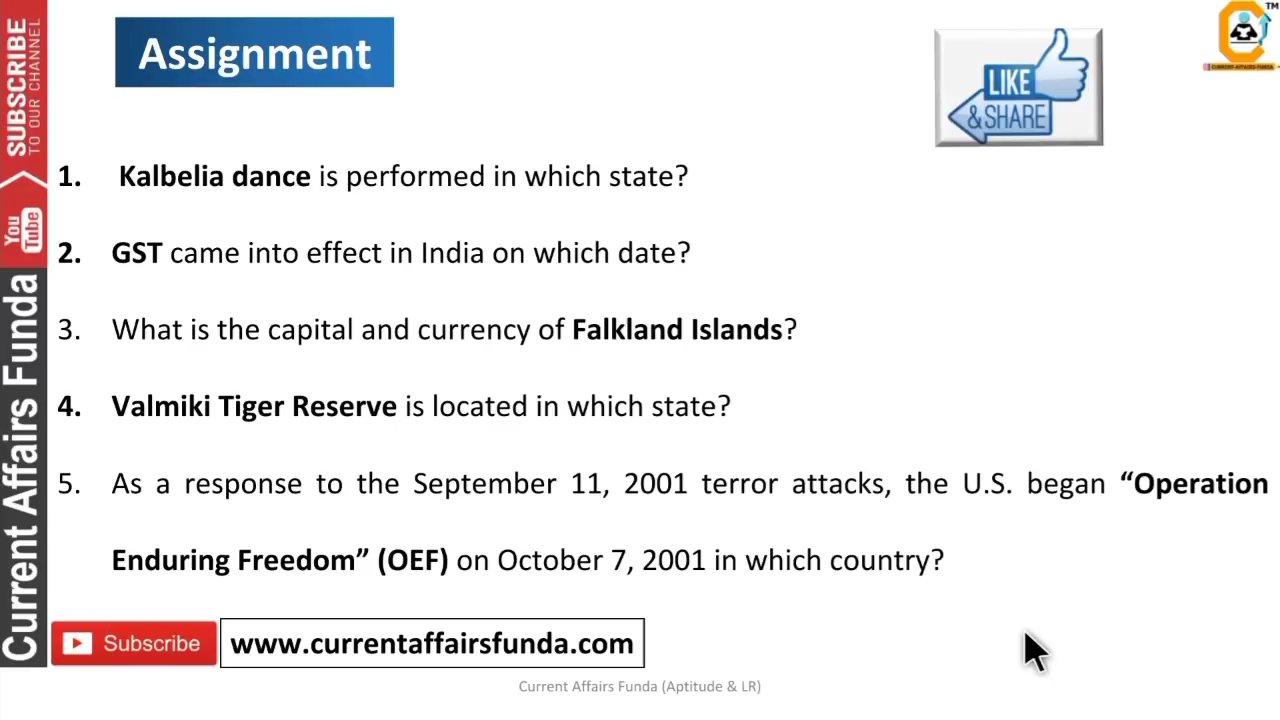 Assignment
LIKE
& SHARE
TM
CURRENT-AFFAIRS-FUNDA
SUBSCRIBE
TO OUR CHANNEL
You
Tube
Current Affairs Funda
1. Kalbelia dance is performed in which state?
2. GST came into effect in India on which date?
3. What is the capital and currency of Falkland Islands?
4. Valmiki Tiger Reserve is located in which state?
5. As a response to the September 11, 2001 terror attacks, the U.S. began “Operation
Enduring Freedom” (OEF) on October 7, 2001 in which country?
Subscribe
www.currentaffairsfunda.com
Current Affairs Funda (Aptitude & LR)